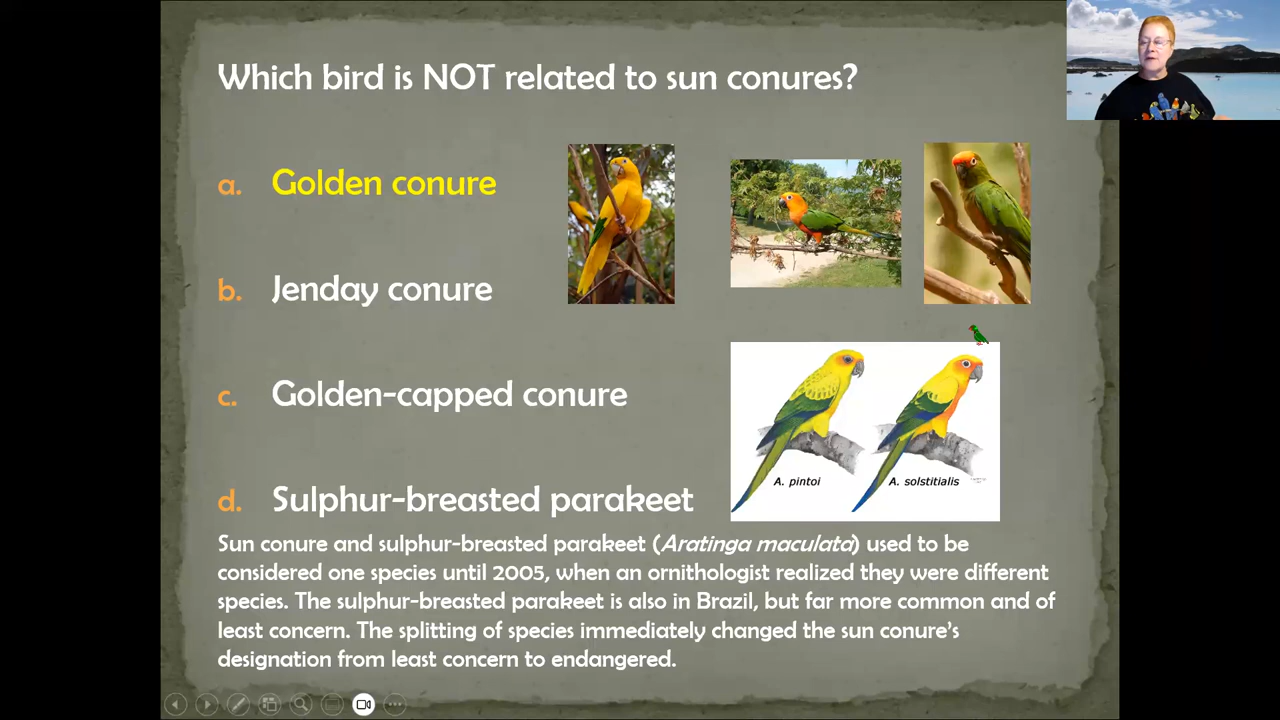 Which bird is NOT related to sun conures?
a. Golden conure
b. Jenday conure
c. Golden-capped conure
A. pintoi
A. solstitialis
d. Sulphur-breasted parakeet
Sun conure and sulphur-breasted parakeet (Aratinga maculata) used to be
considered one species until 2005, when an ornithologist realized they were different
species. The sulphur-breasted parakeet is also in Brazil, but far more common and of
least concern. The splitting of species immediately changed the sun conure's
designation from least concern to endangered.